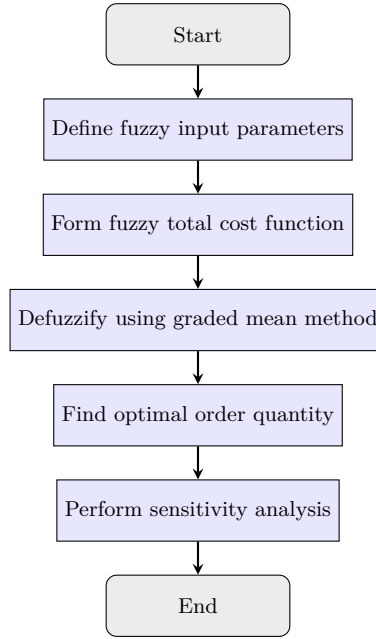 Start
Define fuzzy input parameters
Form fuzzy total cost function
Defuzzify using graded mean method
Find optimal order quantity
Perform sensitivity analysis
End